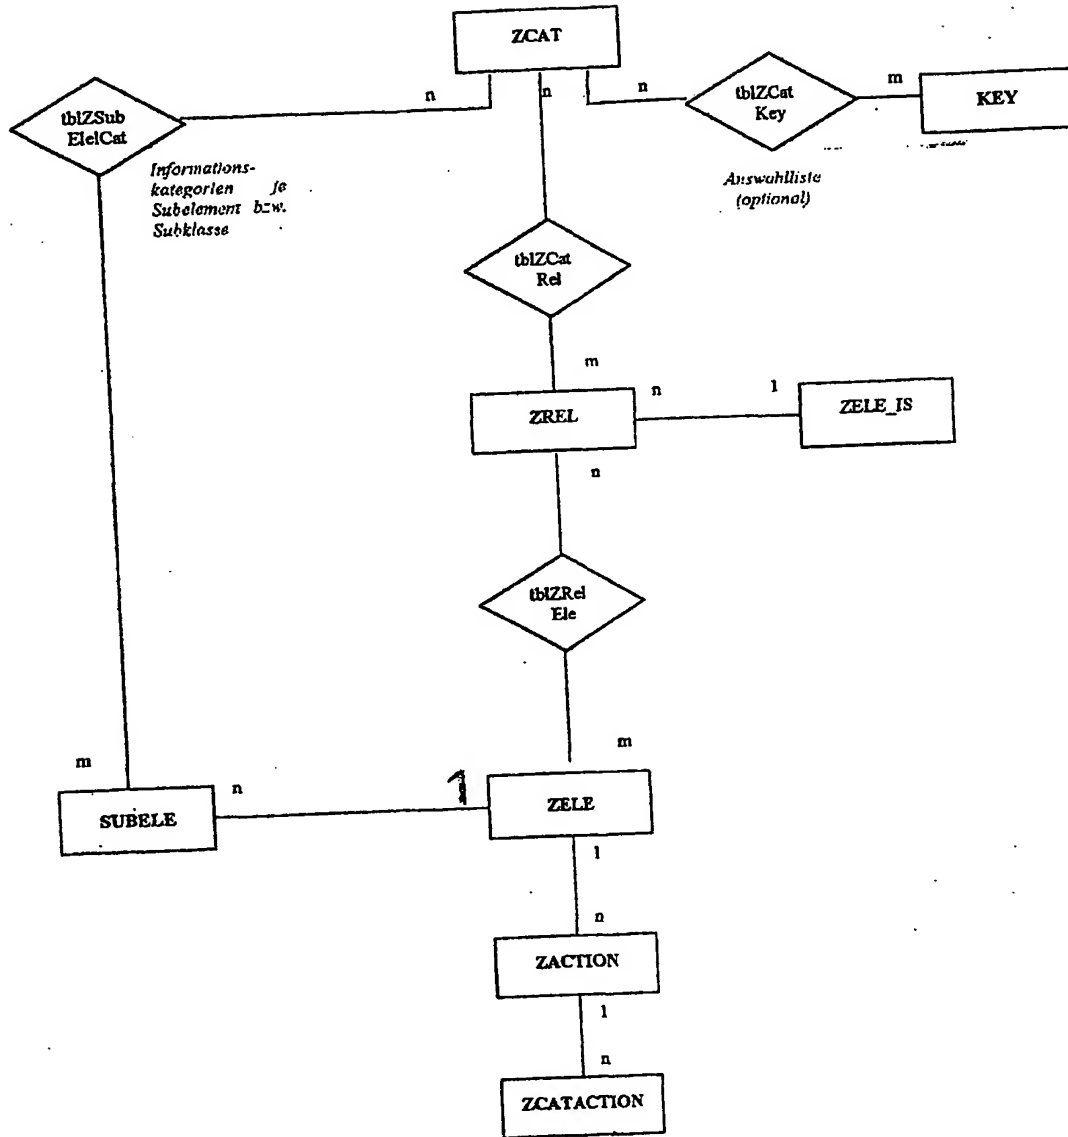 ZCAT
n
n
n
m
tblZSub
ElelCat
tblZCat
Key
KEY
Informations-
kategorien je
Subelement bzw.
Subklasse
Auswahlliste
(optional)
tblZCat
Rel
m
ZREL
n
1
ZELE_IS
n
tblZRel
Ele
m
m
SUBELE
n
1
ZELE
1
n
ZACTION
1
n
ZCATACTION